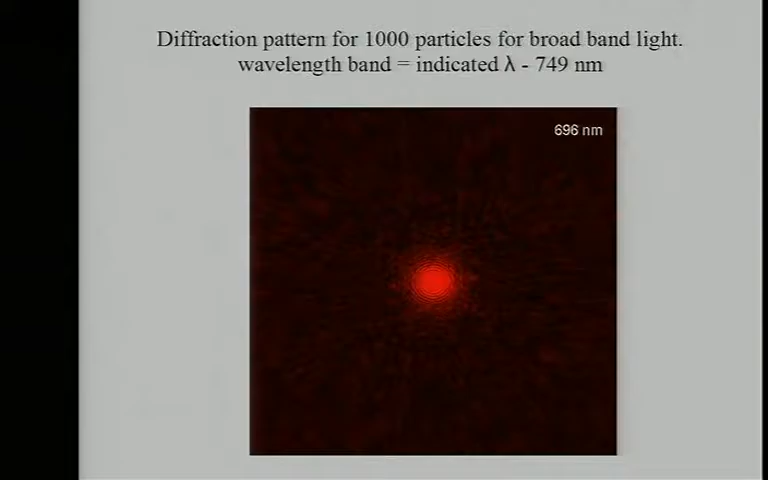 Diffraction pattern for 1000 particles for broad band light.
wavelength band = indicated λ - 749 nm
696 nm